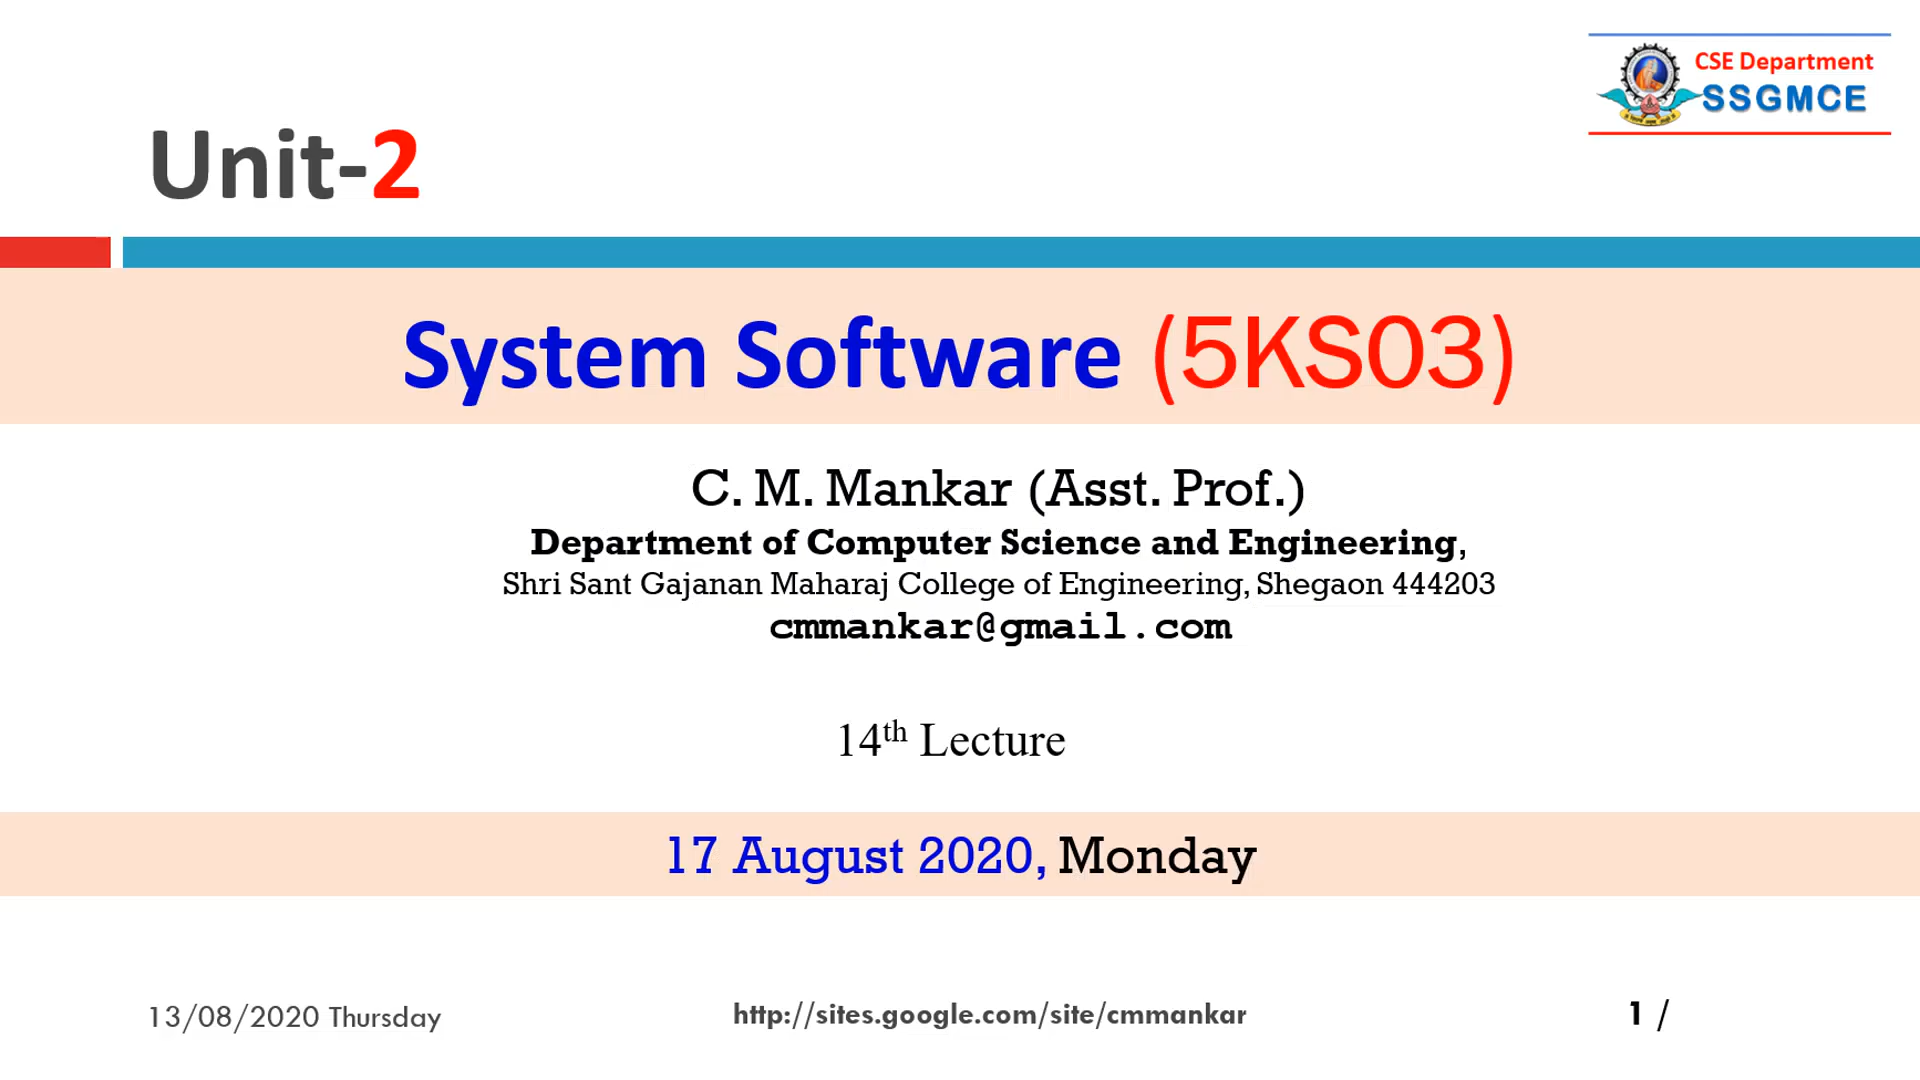 CSE Department
SSGMCE
Unit-2
System Software (5KS03)
C. M. Mankar (Asst. Prof.)
Department of Computer Science and Engineering,
Shri Sant Gajanan Maharaj College of Engineering, Shegaon 444203
cmmankar@gmail.com
14th Lecture
17 August 2020, Monday
13/08/2020 Thursday
http://sites.google.com/site/cmmankar
1 /